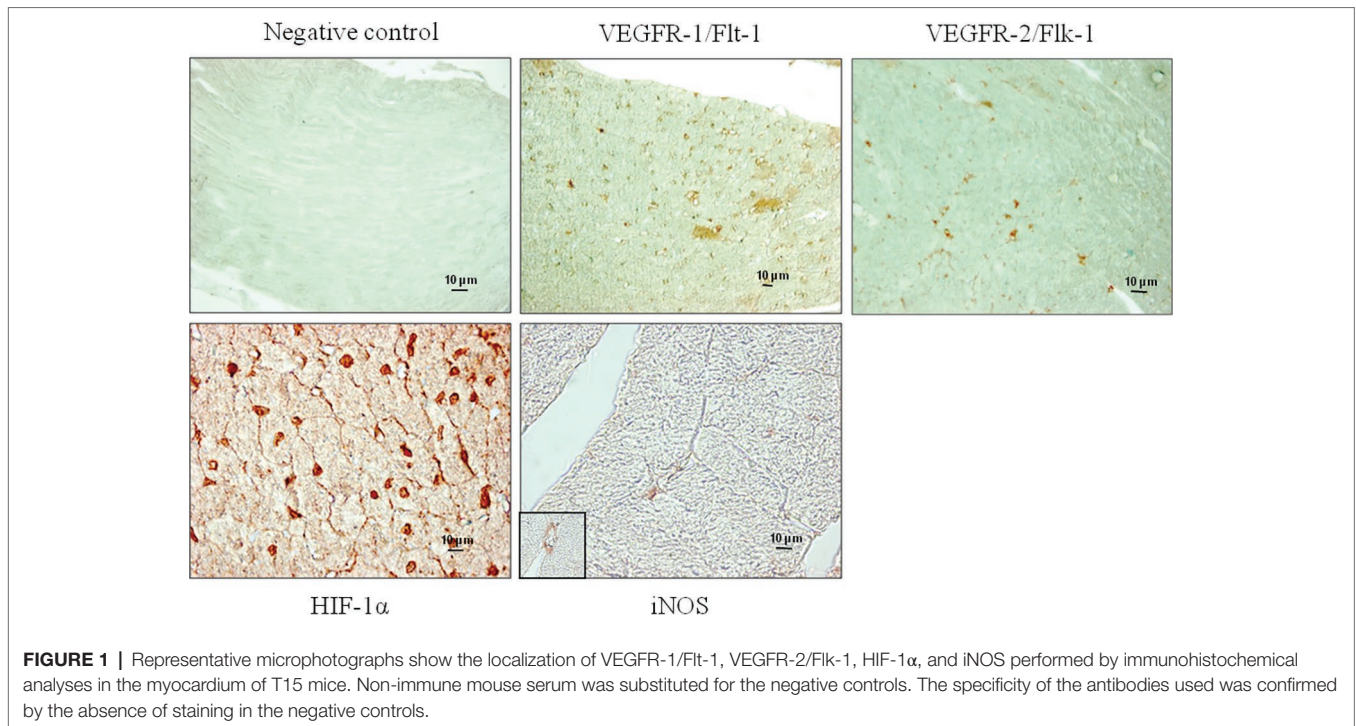 Negative control
VEGFR-1/Flt-1
VEGFR-2/Flk-1
10 µm
10 µm
10 µm
10 µm
10 µm
HIF-1α
iNOS
FIGURE 1 | Representative microphotographs show the localization of VEGFR-1/Flt-1, VEGFR-2/Flk-1, HIF-1α, and iNOS performed by immunohistochemical
analyses in the myocardium of T15 mice. Non-immune mouse serum was substituted for the negative controls. The specificity of the antibodies used was confirmed
by the absence of staining in the negative controls.